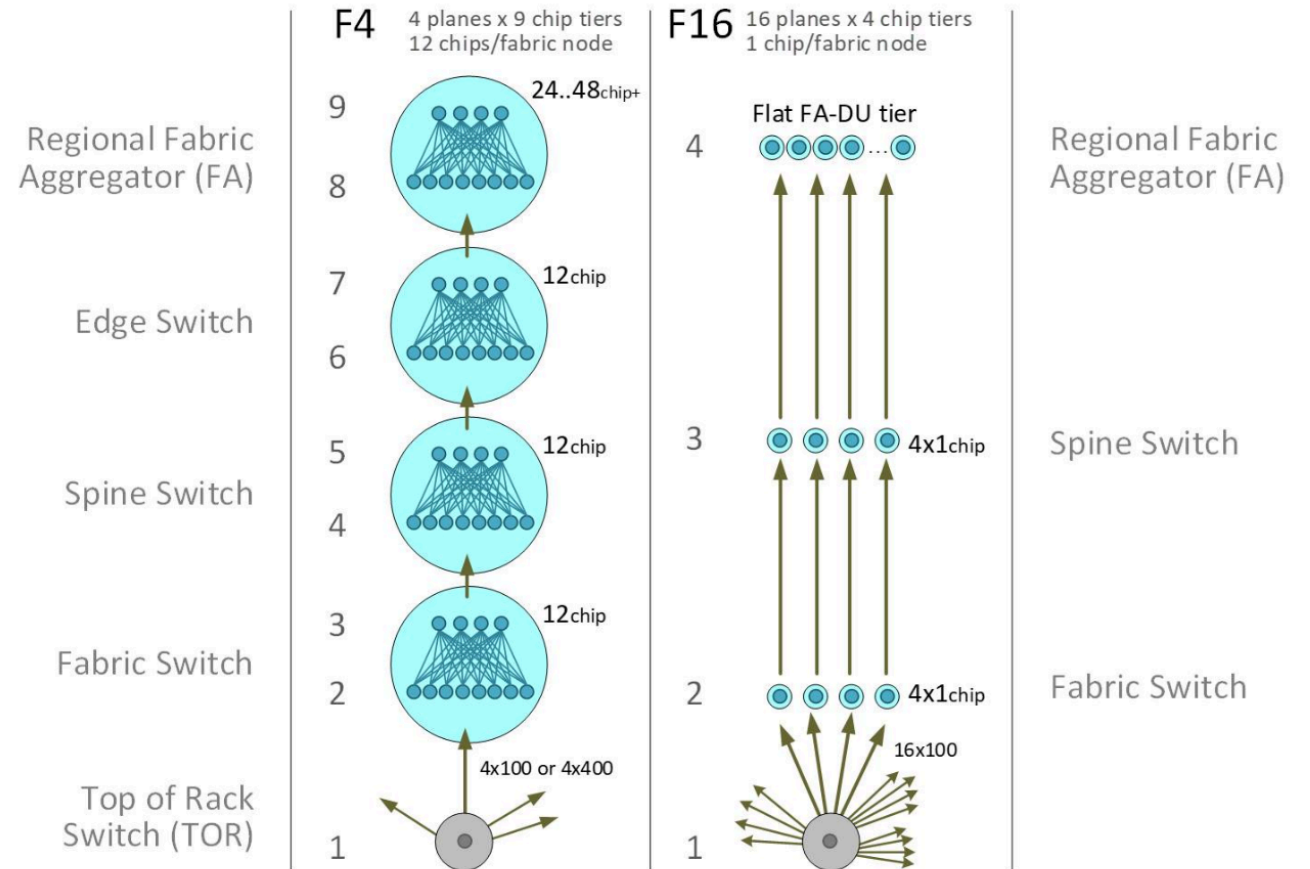 F4
4 planes x 9 chip tiers
12 chips/fabric node
F16
16 planes x 4 chip tiers
1 chip/fabric node
Regional Fabric
Aggregator (FA)
9
8
24..48chip+
Edge Switch
7
6
12chip
Spine Switch
5
4
12chip
Fabric Switch
3
2
12chip
4x100 or 4x400
Top of Rack
Switch (TOR)
1
Flat FA-DU tier
4
...
Regional Fabric
Aggregator (FA)
3
4x1chip
Spine Switch
2
4x1chip
Fabric Switch
16x100
1